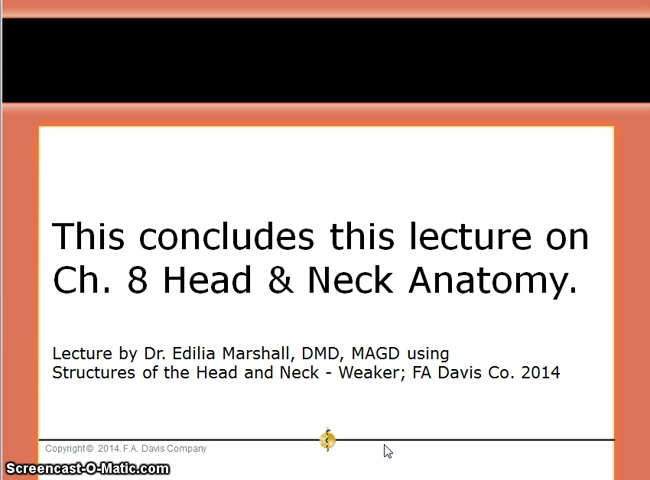 This concludes this lecture on
Ch. 8 Head & Neck Anatomy.
Lecture by Dr. Edilia Marshall, DMD, MAGD using
Structures of the Head and Neck - Weaker; FA Davis Co. 2014
Copyright© 2014. F.A. Davis Company
Screencast-O-Matic.com